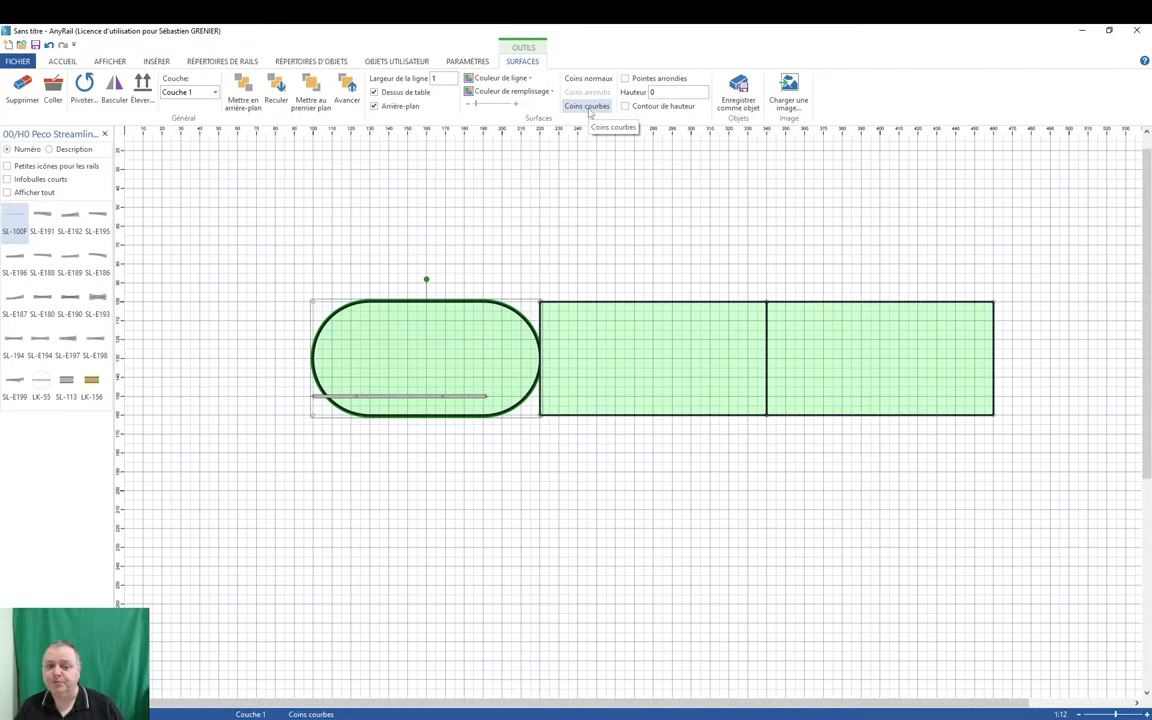 Sans titre - AnyRail (Licence d'utilisation pour Sébastien GRENIER)
OUTILS
FICHIER ACCUEIL AFFICHER INSÉRER RÉPERTOIRES DE RAILS RÉPERTOIRES D'OBJETS OBJETS UTILISATEUR PARAMÈTRES SURFACES
Supprimer Coller Pivoter... Basculer Élever...
Couche:
Couche 1
Général
Mettre en arrière-plan
Reculer
Mettre au premier plan
Avancer
Largeur de la ligne 1
Dessus de table
Arrière-plan
Couleur de ligne
Couleur de remplissage
Surfaces
Coins normaux
Coins arrondis
Coins courbes
Pointes arrondies
Hauteur 0
Contour de hauteur
Enregistrer comme objet
Objets
Charger une image...
Image
Coins courbes
00/H0 Peco Streamlin
Numéro Description
Petites icônes pour les rails
Infobulles courts
Afficher tout
SL-100F SL-E191 SL-E192 SL-E195
SL-E196 SL-E188 SL-E189 SL-E186
SL-E187 SL-E180 SL-E190 SL-E193
SL-194 SL-E194 SL-E197 SL-E198
SL-E199 LK-55 SL-113 LK-156
Couche 1 Coins courbes 1:12